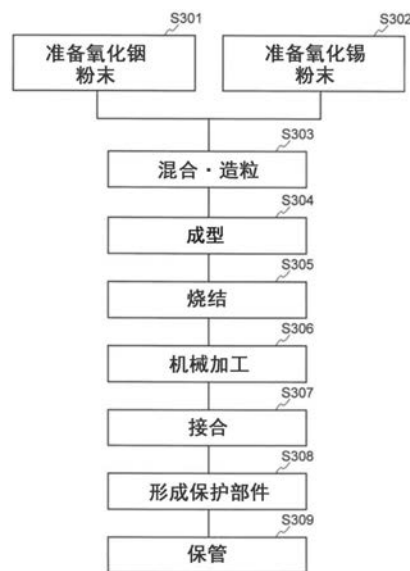 S301
S302
准备氧化铟
粉末
准备氧化锡
粉末
S303
混合·造粒
S304
成型
S305
烧结
S306
机械加工
S307
接合
S308
形成保护部件
S309
保管